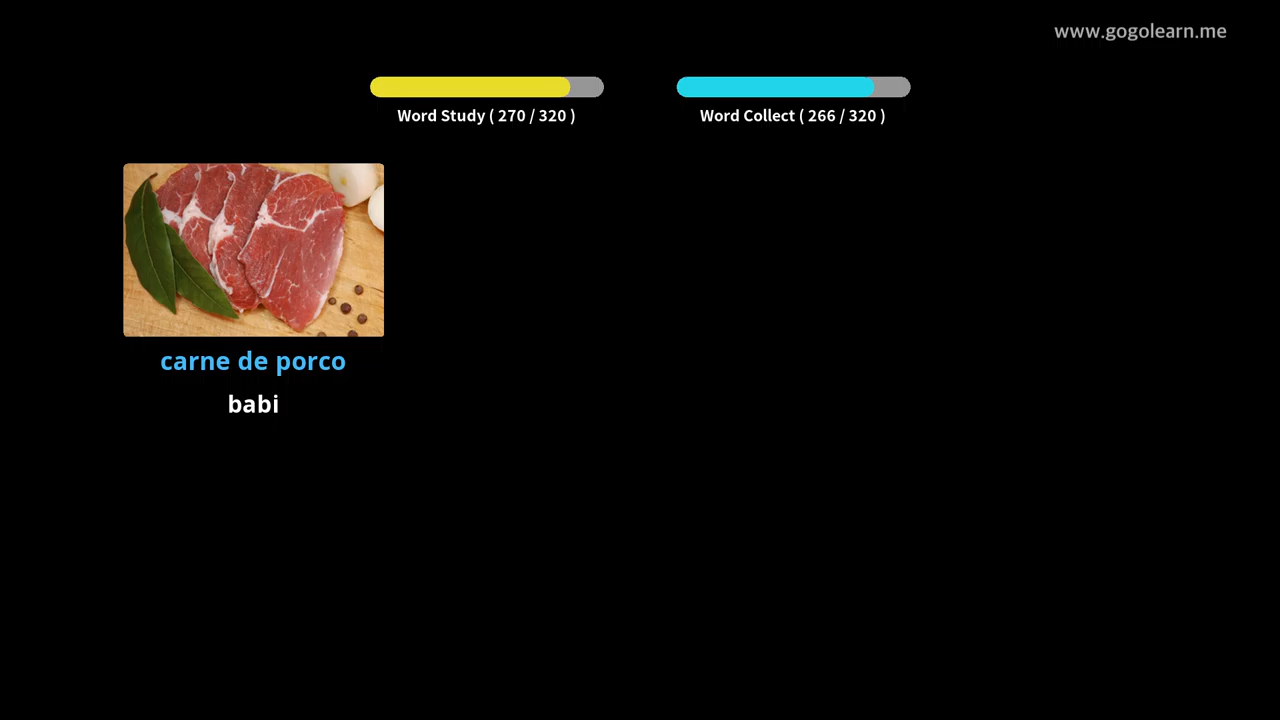 www.gogolearn.me
Word Study ( 270 / 320 )
Word Collect ( 266 / 320 )
carne de porco
babi